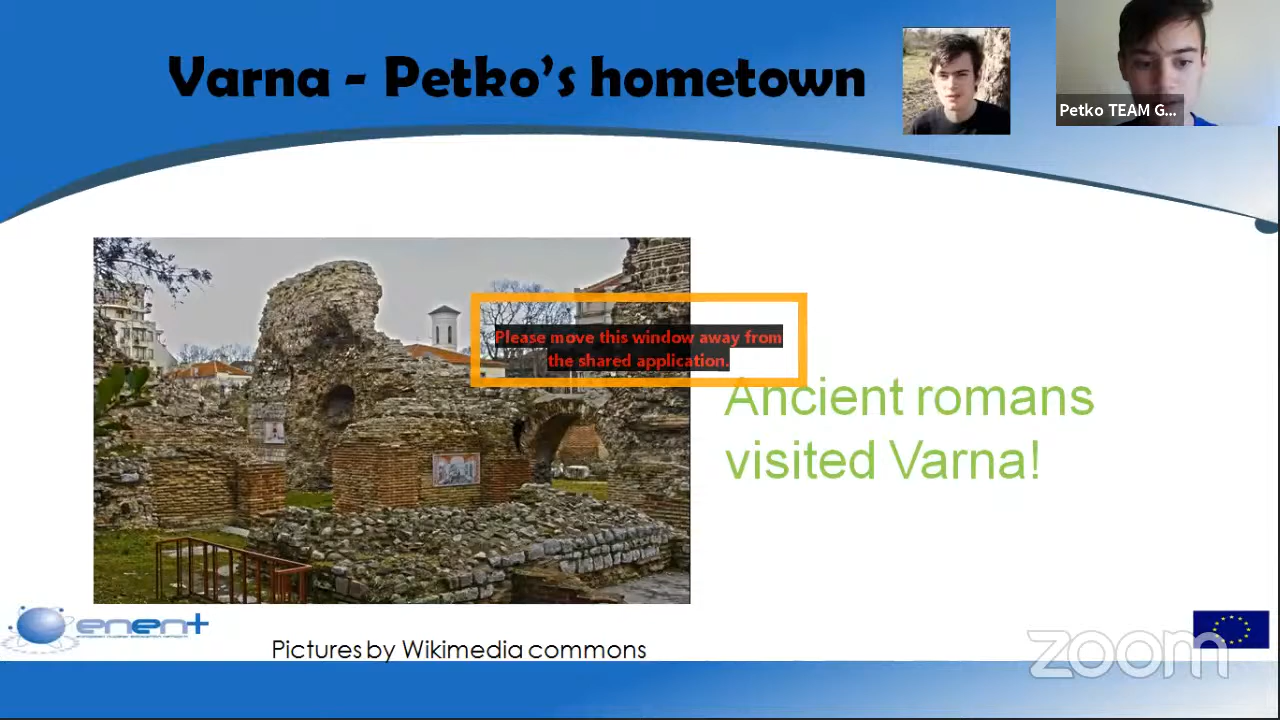 Varna - Petko's hometown
Petko TEAM G...
Please move this window away from
the shared application.
Ancient romans
visited Varna!
enen+
Pictures by Wikimedia commons
zoom